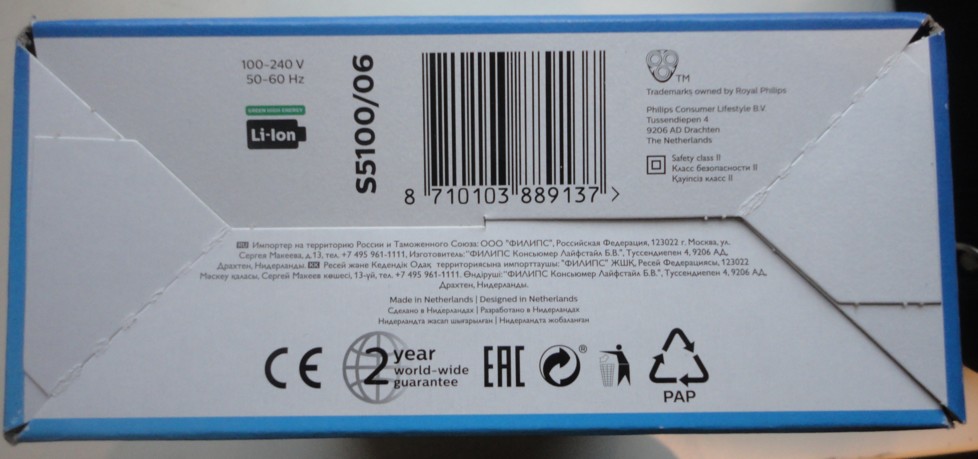 100-240 V
50-60 Hz
GREEN HIGH ENERGY
Li-Ion
S5100/06
8 710103 889137 >
TM
Trademarks owned by Royal Philips
Philips Consumer Lifestyle B.V.
Tussendiepen 4
9206 AD Drachten
The Netherlands
Safety class II
Класс безопасности II
Қауіпсіз класс II
RU Импортер на территорию России и Таможенного Союза: ООО "ФИЛИПС", Российская Федерация, 123022 г. Москва, ул.
Сергея Макеева, д.13, тел. +7 495 961-1111, Изготовитель:"ФИЛИПС Консьюмер Лайфстайл Б.В.", Туссендиепен 4, 9206 АД,
Драхтен, Нидерланды. KK Ресей және Кедендік Одақ территориясына импорттаушы: "ФИЛИПС" ЖШҚ, Ресей Федерациясы, 123022
Мәскеу қаласы, Сергей Макеев көшесі, 13-үй, тел. +7 495 961-1111. Өндіруші:"ФИЛИПС Консьюмер Лайфстайл Б.В.", Туссендиепен 4, 9206 АД,
Драхтен, Нидерланды.
Made in Netherlands | Designed in Netherlands
Сделано в Нидерландах | Разработано в Нидерландах
Нидерландта жасап шығарылған | Нидерландта жобаланған
CE
2 year
world-wide
guarantee
EAC
®
PAP